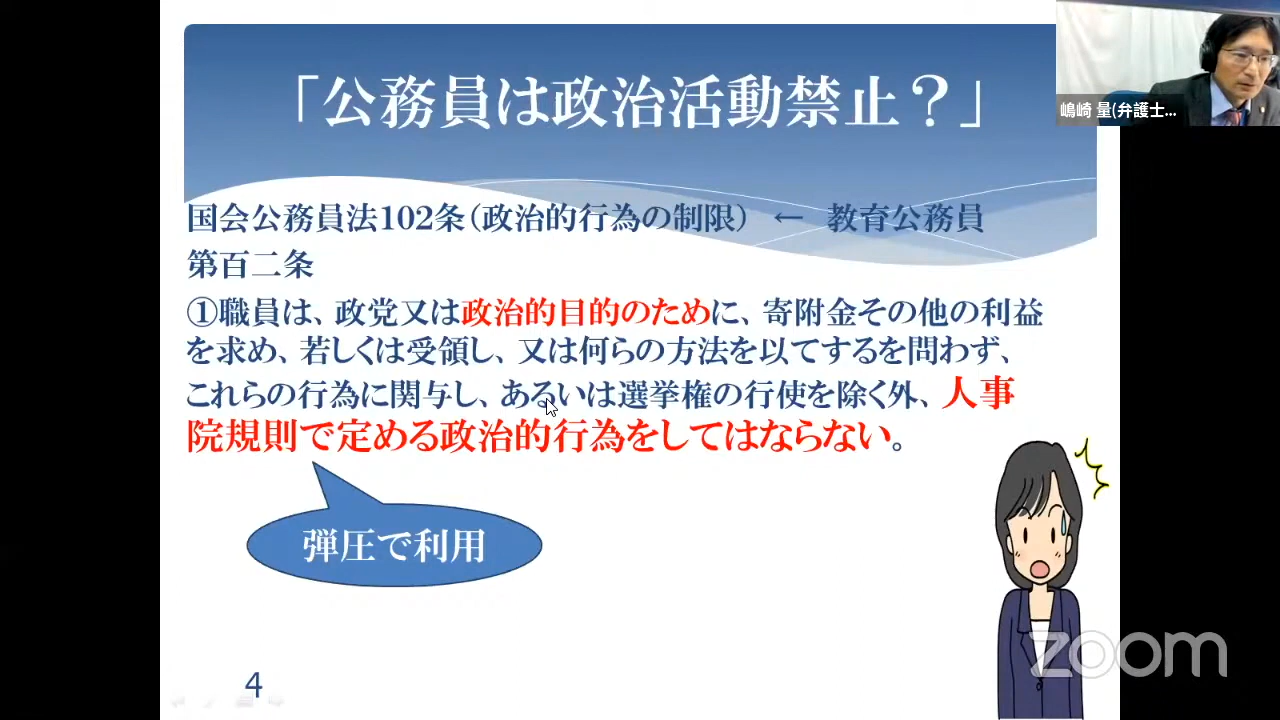 「公務員は政治活動禁止？」
嶋崎 量(弁護士...
国会公務員法102条（政治的行為の制限） ← 教育公務員
第百二条
①職員は、政党又は政治的目的のために、寄附金その他の利益
を求め、若しくは受領し、又は何らの方法を以てするを問わず、
これらの行為に関与し、あるいは選挙権の行使を除く外、人事
院規則で定める政治的行為をしてはならない。
弾圧で利用
zoom
4